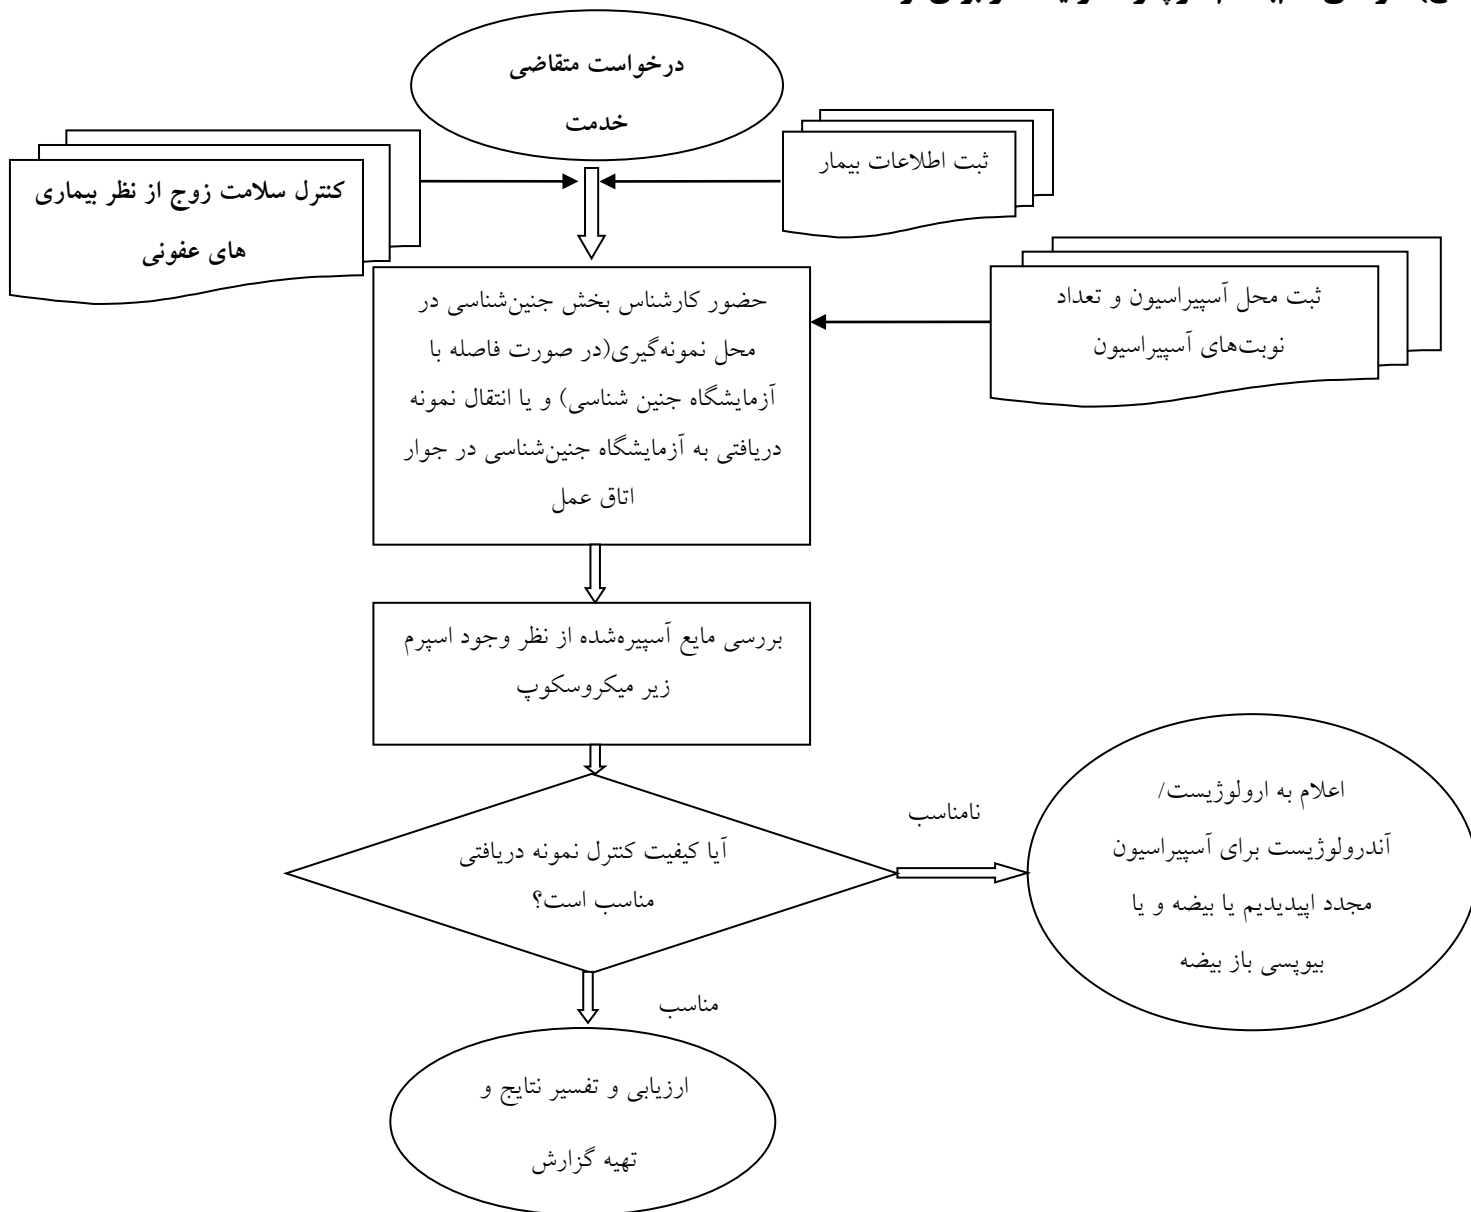 درخواست متقاضی
خدمت
کنترل سلامت زوج از نظر بیماری
های عفونی
ثبت اطلاعات بیمار
ثبت محل آسپیراسیون و تعداد
نوبت‌های آسپیراسیون
حضور کارشناس بخش جنین‌شناسی در
محل نمونه‌گیری(در صورت فاصله با
آزمایشگاه جنین شناسی) و یا انتقال نمونه
دریافتی به آزمایشگاه جنین‌شناسی در جوار
اتاق عمل
بررسی مایع آسپیره‌شده از نظر وجود اسپرم
زیر میکروسکوپ
آیا کیفیت کنترل نمونه دریافتی
مناسب است؟
نامناسب
اعلام به ارولوژیست/
آندرولوژیست برای آسپیراسیون
مجدد اپیدیدیم یا بیضه و یا
بیوپسی باز بیضه
مناسب
ارزیابی و تفسیر نتایج و
تهیه گزارش